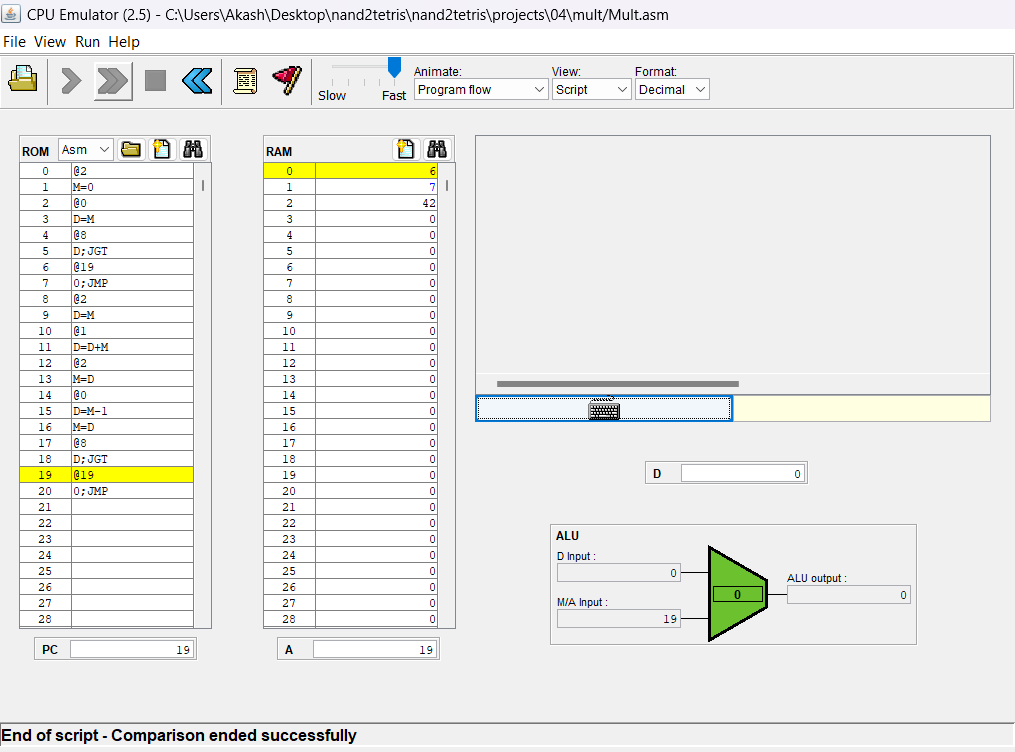 CPU Emulator (2.5) - C:\Users\Akash\Desktop\nand2tetris\nand2tetris\projects\04\mult/Mult.asm
File View Run Help
Slow Fast
Animate: View: Format:
Program flow Script Decimal
ROM Asm
0 @2
1 M=0
2 @0
3 D=M
4 @8
5 D;JGT
6 @19
7 0;JMP
8 @2
9 D=M
10 @1
11 D=D+M
12 @2
13 M=D
14 @0
15 D=M-1
16 M=D
17 @8
18 D;JGT
19 @19
20 0;JMP
21
22
23
24
25
26
27
28
PC 19
RAM
0 6
1 7
2 42
3 0
4 0
5 0
6 0
7 0
8 0
9 0
10 0
11 0
12 0
13 0
14 0
15 0
16 0
17 0
18 0
19 0
20 0
21 0
22 0
23 0
24 0
25 0
26 0
27 0
28 0
A 19
D 0
ALU
D Input :
0
M/A Input :
19
0
ALU output :
0
End of script - Comparison ended successfully